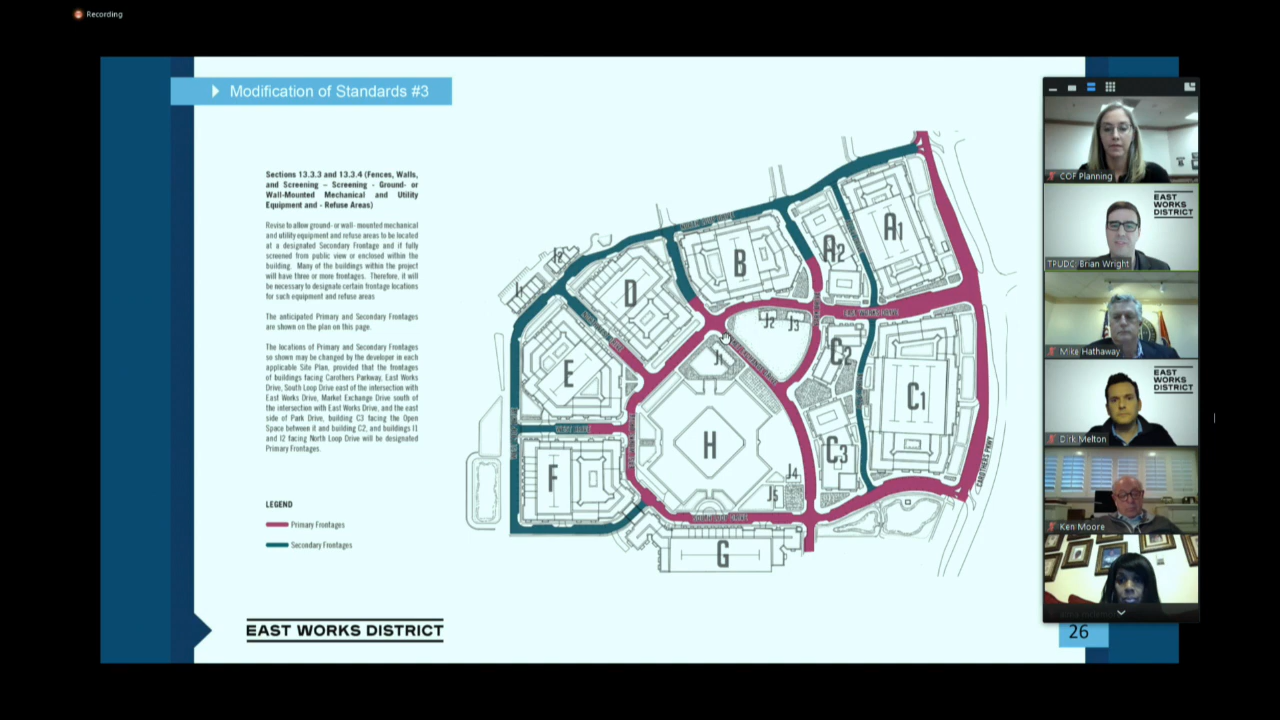 Recording
Modification of Standards #3
Sections 13.3.3 and 13.3.4 (Fences, Walls,
and Screening – Screening - Ground- or
Wall-Mounted Mechanical and Utility
Equipment and - Refuse Areas)
Revise to allow ground- or wall- mounted mechanical
and utility equipment and refuse areas to be located
at a designated Secondary Frontage and if fully
screened from public view or enclosed within the
building. Many of the buildings within the project
will have three or more frontages. Therefore, it will
be necessary to designate certain frontage locations
for such equipment and refuse areas
The anticipated Primary and Secondary Frontages
are shown on the plan on this page.
The locations of Primary and Secondary Frontages
so shown may be changed by the developer in each
applicable Site Plan, provided that the frontages
of buildings facing Carothers Parkway, East Works
Drive, South Loop Drive east of the intersection with
East Works Drive, Market Exchange Drive south of
the intersection with East Works Drive, and the east
side of Park Drive, building C3 facing the Open
Space between it and building C2, and buildings I1
and I2 facing North Loop Drive will be designated
Primary Frontages.
LEGEND
Primary Frontages
Secondary Frontages
A1
A2
B
I2
I1
D
EAST WORKS DRIVE
J2
J3
C2
J1
E
C1
H
C3
F
J4
J5
SOUTH LOOP DRIVE
CAROTHERS PKWY
G
EAST WORKS DISTRICT
26
COF Planning
EAST
WORKS
DISTRICT
TPUDC: Brian Wright
Mike Hathaway
EAST
WORKS
DISTRICT
Dirk Melton
Ken Moore